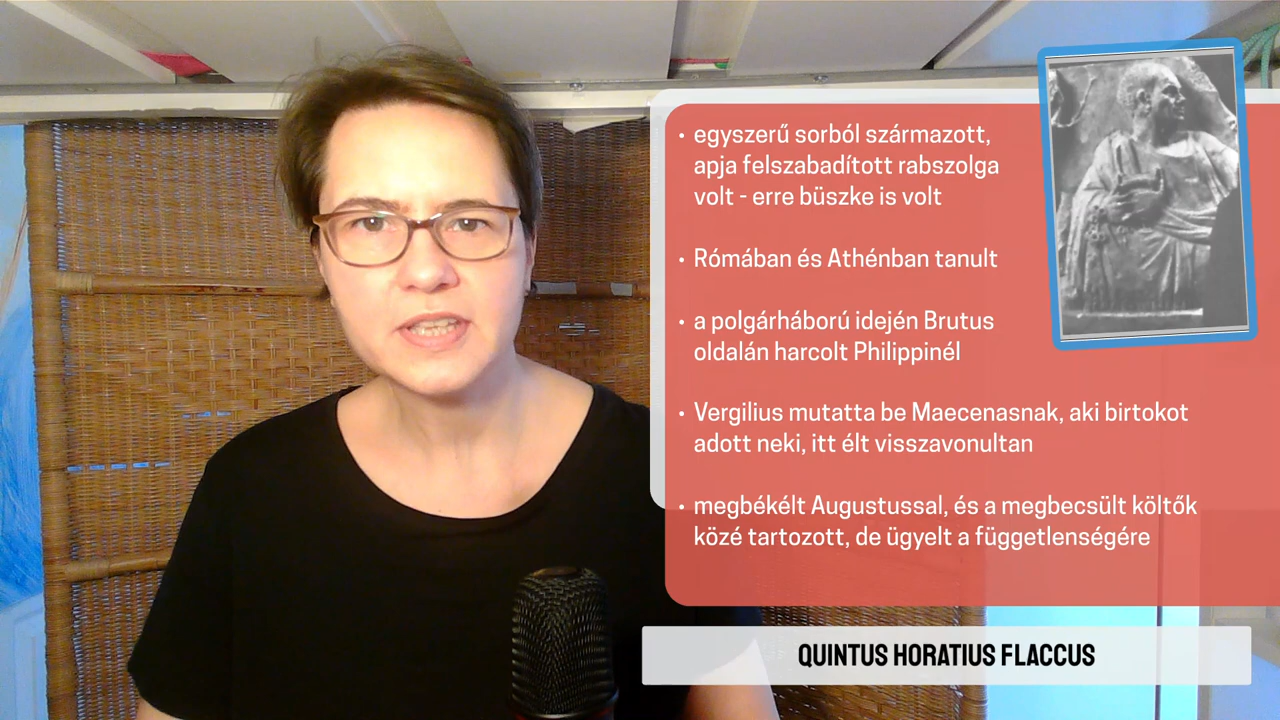 • egyszerű sorból származott,
apja felszabadított rabszolga
volt - erre büszke is volt
• Rómában és Athénban tanult
• a polgárháború idején Brutus
oldalán harcolt Philippinél
• Vergilius mutatta be Maecenasnak, aki birtokot
adott neki, itt élt visszavonultan
• megbékélt Augustussal, és a megbecsült költők
közé tartozott, de ügyelt a függetlenségére
QUINTUS HORATIUS FLACCUS